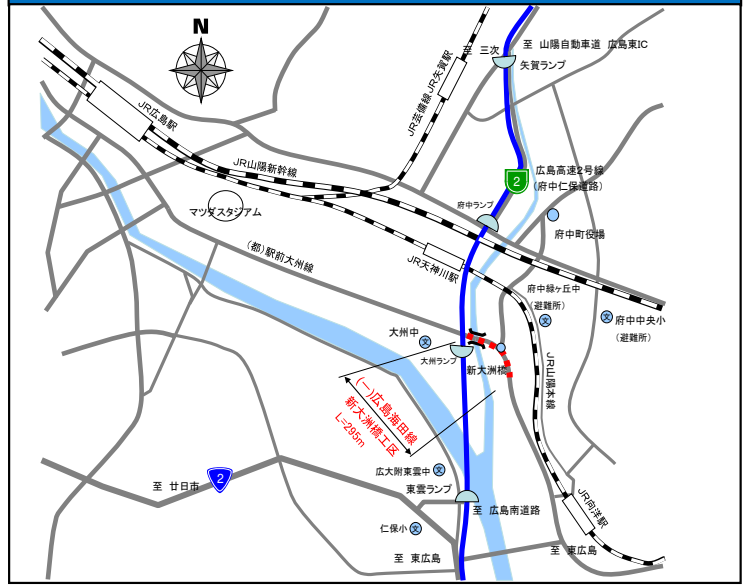 N
至 三次
至 山陽自動車道 広島東IC
矢賀ランプ
JR矢賀駅
JR芸備線
JR広島駅
JR山陽新幹線
広島高速2号線
(府中仁保道路)
2
マツダスタジアム
府中ランプ
府中町役場
(都)駅前大州線
JR天神川駅
府中緑ヶ丘中
(避難所)
文
文
府中中央小
(避難所)
大州中
文
大州ランプ
新大洲橋
JR山陽本線
(一)広島海田線
新大洲橋工区
L=295m
広大附東雲中
文
2
至 廿日市
東雲ランプ
至 広島南道路
JR向洋駅
仁保小
文
至 東広島
至 東広島